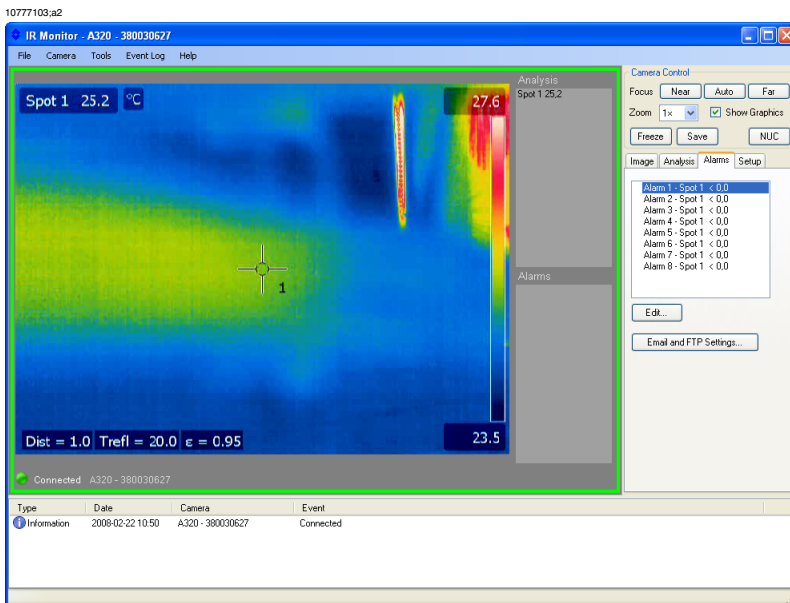 10777103;a2
IR Monitor - A320 - 380030627
File Camera Tools Event Log Help
Spot 1 25.2 °C
27.6
1
Dist = 1.0 Trefl = 20.0 ε = 0.95
23.5
Connected A320 - 380030627
Analysis
Spot 1 25,2
Alarms
Camera Control
Focus Near Auto Far
Zoom 1× Show Graphics
Freeze Save NUC
Image Analysis Alarms Setup
Alarm 1 - Spot 1 < 0,0
Alarm 2 - Spot 1 < 0,0
Alarm 3 - Spot 1 < 0,0
Alarm 4 - Spot 1 < 0,0
Alarm 5 - Spot 1 < 0,0
Alarm 6 - Spot 1 < 0,0
Alarm 7 - Spot 1 < 0,0
Alarm 8 - Spot 1 < 0,0
Edit...
Email and FTP Settings...
Type Date Camera Event
Information 2008-02-22 10:50 A320 - 380030627 Connected